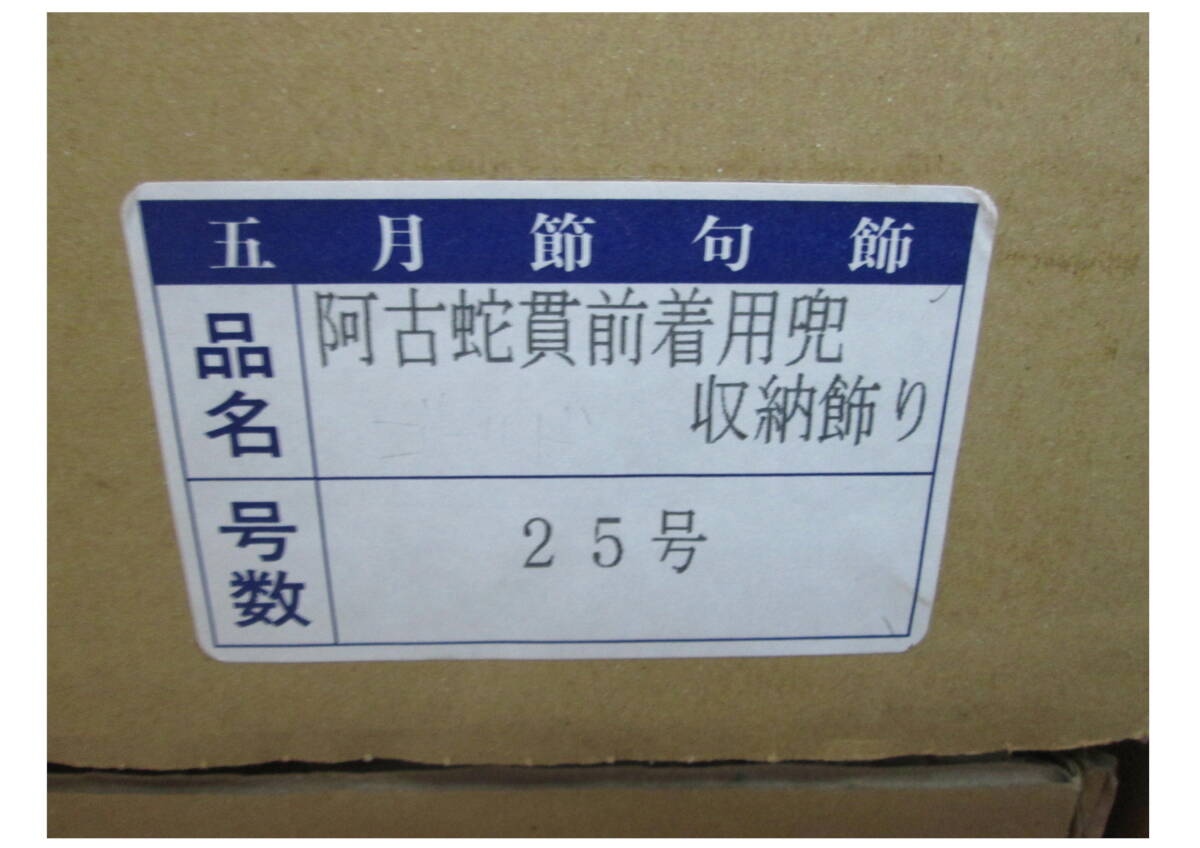 五月節句飾
品名
阿古蛇貫前着用兜
収納飾り
号数
25号